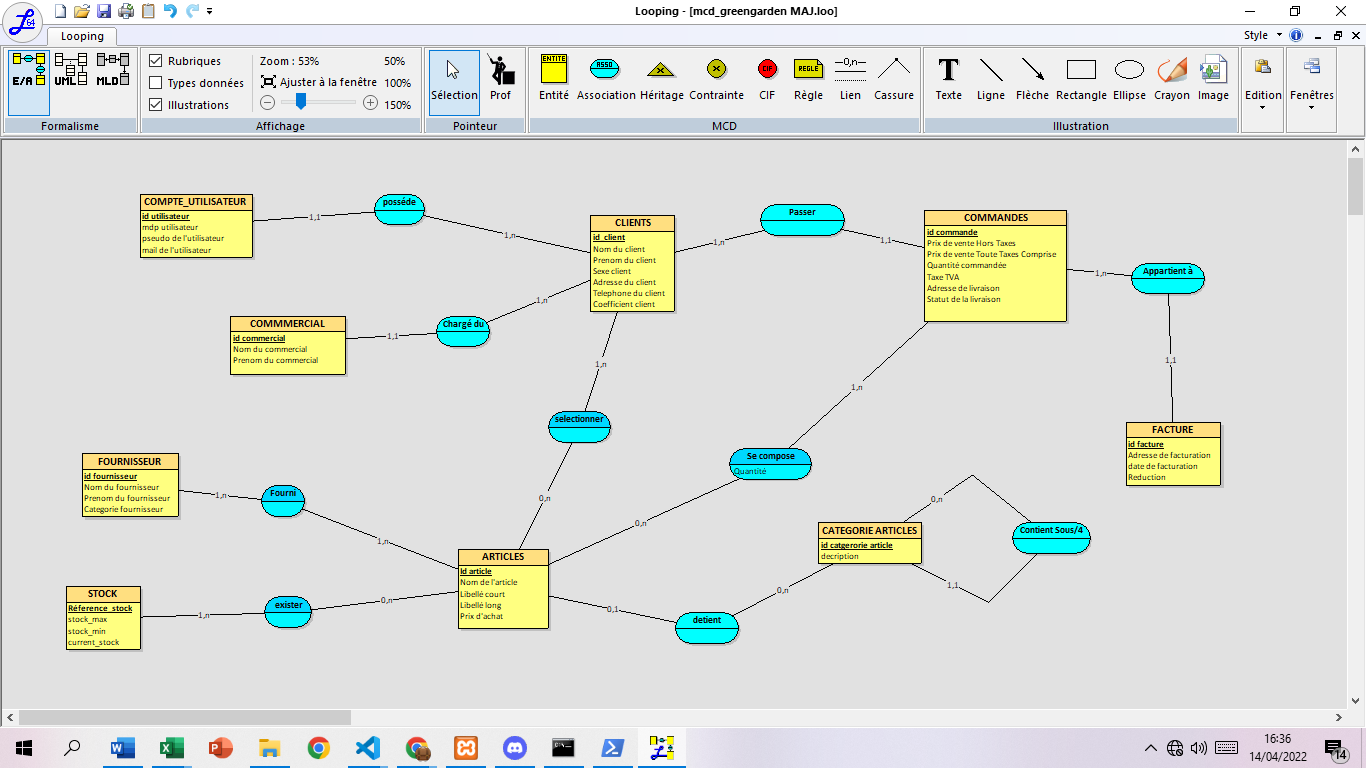 Looping - [mcd_greengarden MAJ.loo]
64
Looping
Style
E/R
UML
MLD
Formalisme
Rubriques
Types données
Illustrations
Zoom : 53%
50%
Ajuster à la fenêtre
100%
150%
Affichage
Sélection
Prof
Pointeur
ENTITÉ
Entité
ASSO
Association
Héritage
Contrainte
CIF
CIF
RÈGLE
Règle
—0,n—
Lien
Cassure
MCD
T
Texte
Ligne
Flèche
Rectangle
Ellipse
Crayon
Image
Illustration
Edition
Fenêtres
COMPTE_UTILISATEUR
id utilisateur
mdp utilisateur
pseudo de l'utilisateur
mail de l'utilisateur
1,1
posséde
1,n
CLIENTS
id_client
Nom du client
Prenom du client
Sexe client
Adresse du client
Telephone du client
Coefficient client
1,n
Passer
1,1
COMMANDES
id commande
Prix de vente Hors Taxes
Prix de vente Toute Taxes Comprise
Quantité commandée
Taxe TVA
Adresse de livraison
Statut de la livraison
1,n
Appartient à
1,1
COMMMERCIAL
id commercial
Nom du commercial
Prenom du commercial
1,1
Chargé du
1,n
1,n
selectionner
0,n
1,n
Se compose
Quantité
0,n
FACTURE
id facture
Adresse de facturation
date de facturation
Reduction
FOURNISSEUR
id fournisseur
Nom du fournisseur
Prenom du fournisseur
Categorie fournisseur
1,n
Fourni
1,n
ARTICLES
Id article
Nom de l'article
Libellé court
Libellé long
Prix d'achat
CATEGORIE ARTICLES
id catgerorie article
decription
0,n
Contient Sous/4
1,1
STOCK
Réference_stock
stock_max
stock_min
current_stock
1,n
exister
0,n
0,1
detient
0,n
16:36
14/04/2022
14